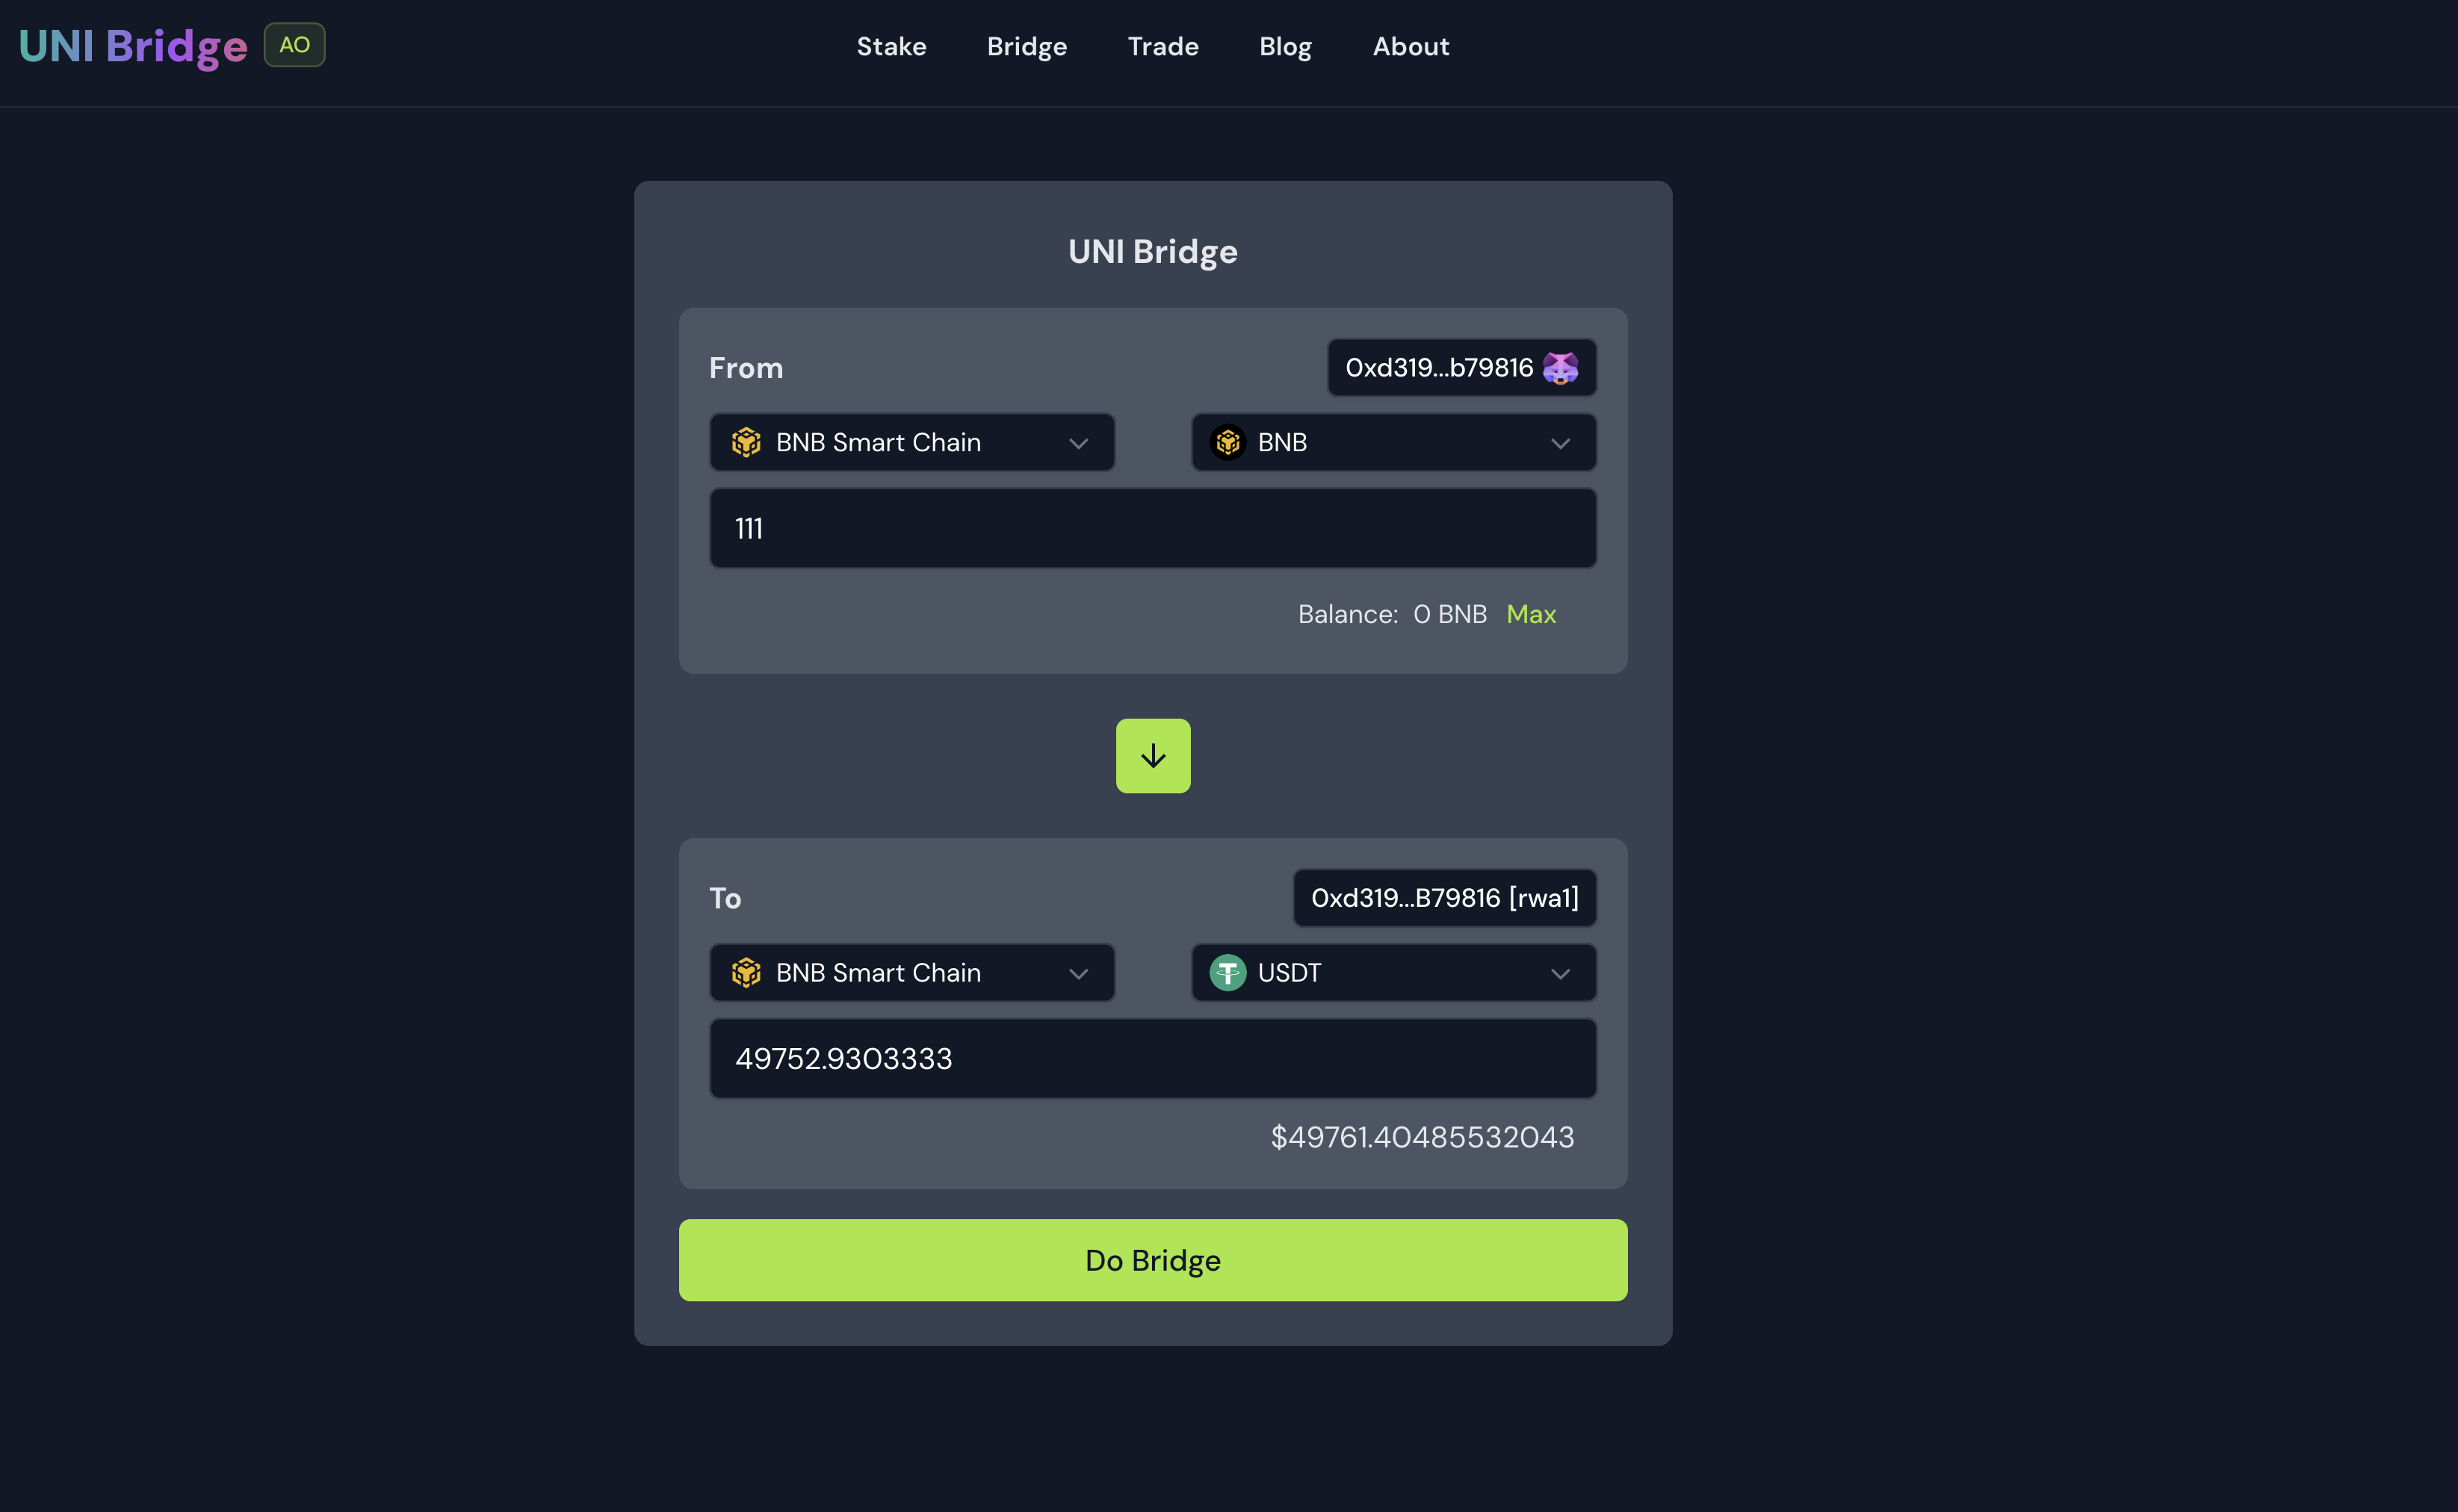 UNI Bridge AO Stake Bridge Trade Blog About
UNI Bridge
From 0xd319...b79816
BNB Smart Chain BNB
111
Balance: 0 BNB Max
To 0xd319...B79816 [rwa1]
BNB Smart Chain USDT
49752.9303333
$49761.40485532043
Do Bridge